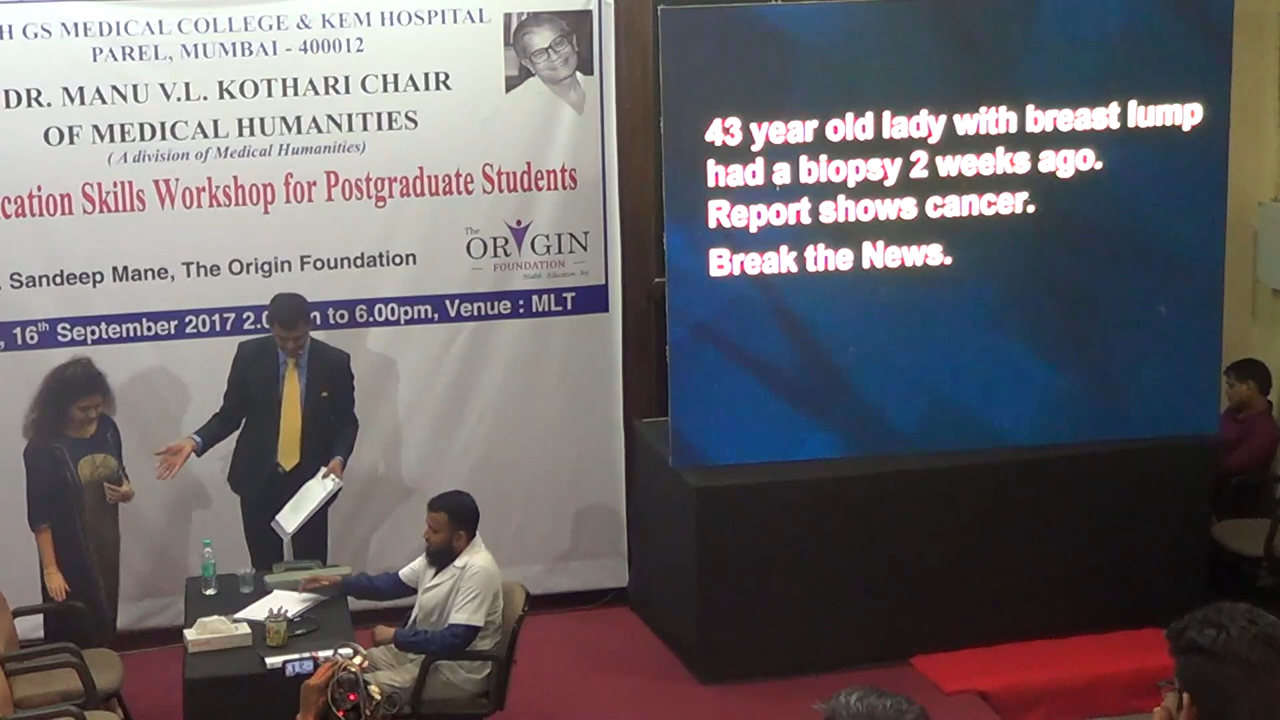 H GS MEDICAL COLLEGE & KEM HOSPITAL
PAREL, MUMBAI - 400012
DR. MANU V.L. KOTHARI CHAIR
OF MEDICAL HUMANITIES
( A division of Medical Humanities)
cation Skills Workshop for Postgraduate Students
. Sandeep Mane, The Origin Foundation
The
ORIGIN
FOUNDATION
, 16th September 2017 2.0 n to 6.00pm, Venue : MLT
43 year old lady with breast lump
had a biopsy 2 weeks ago.
Report shows cancer.
Break the News.